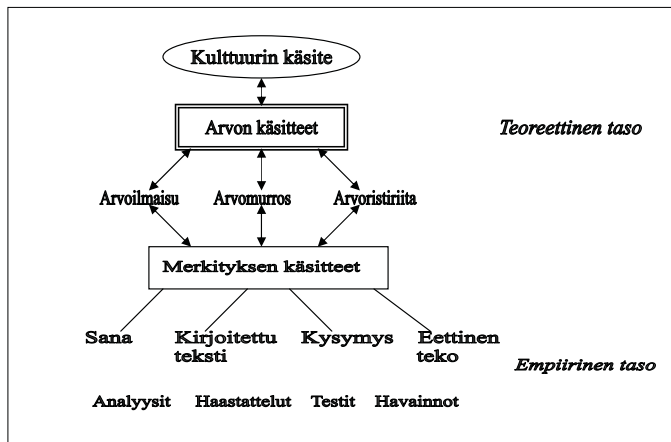 Kulttuurin käsite
Arvon käsitteet
Teoreettinen taso
Arvoilmaisu Arvomurros Arvoristiriita
Merkityksen käsitteet
Sana Kirjoitettu Kysymys Eettinen
teksti teko
Empiirinen taso
Analyysit Haastattelut Testit Havainnot